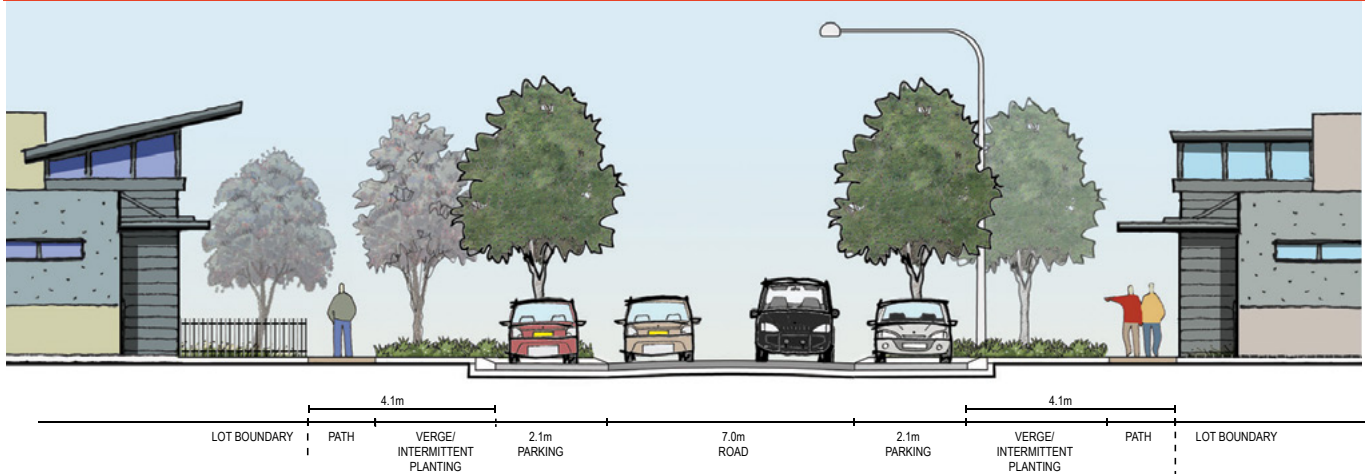 4.1m
4.1m
LOT BOUNDARY
PATH
VERGE/
INTERMITTENT
PLANTING
2.1m
PARKING
7.0m
ROAD
2.1m
PARKING
VERGE/
INTERMITTENT
PLANTING
PATH
LOT BOUNDARY